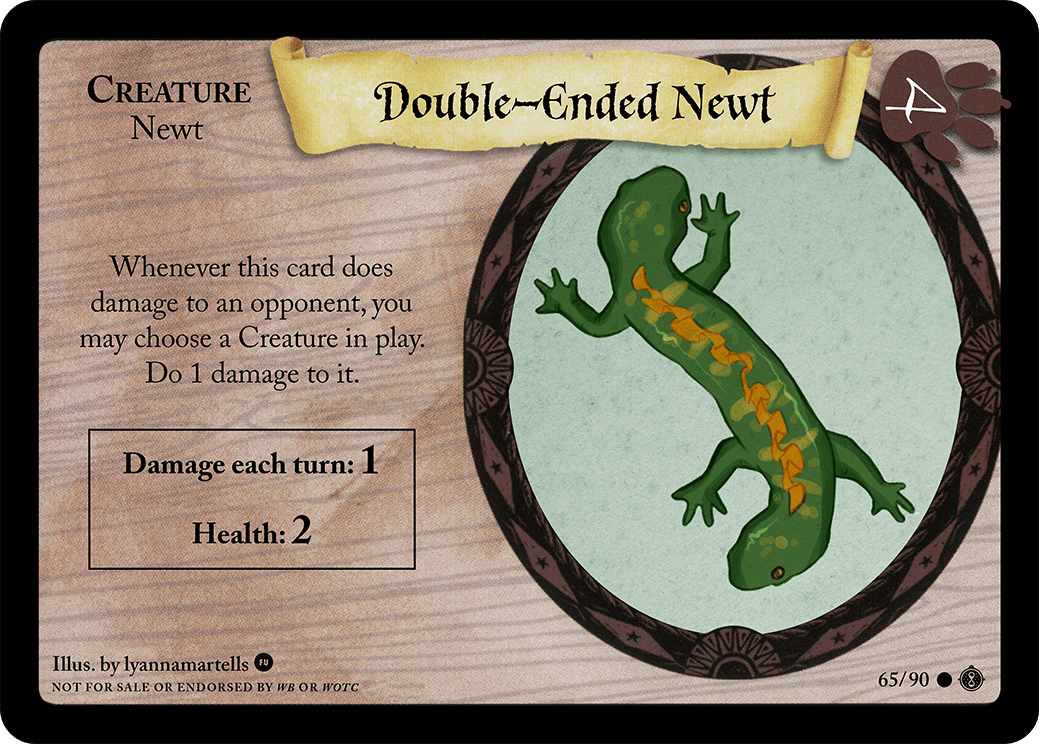 Creature
Newt
Double-Ended Newt
4
Whenever this card does
damage to an opponent, you
may choose a Creature in play.
Do 1 damage to it.
Damage each turn: 1
Health: 2
Illus. by lyannamartells FU
NOT FOR SALE OR ENDORSED BY WB OR WOTC
65/90